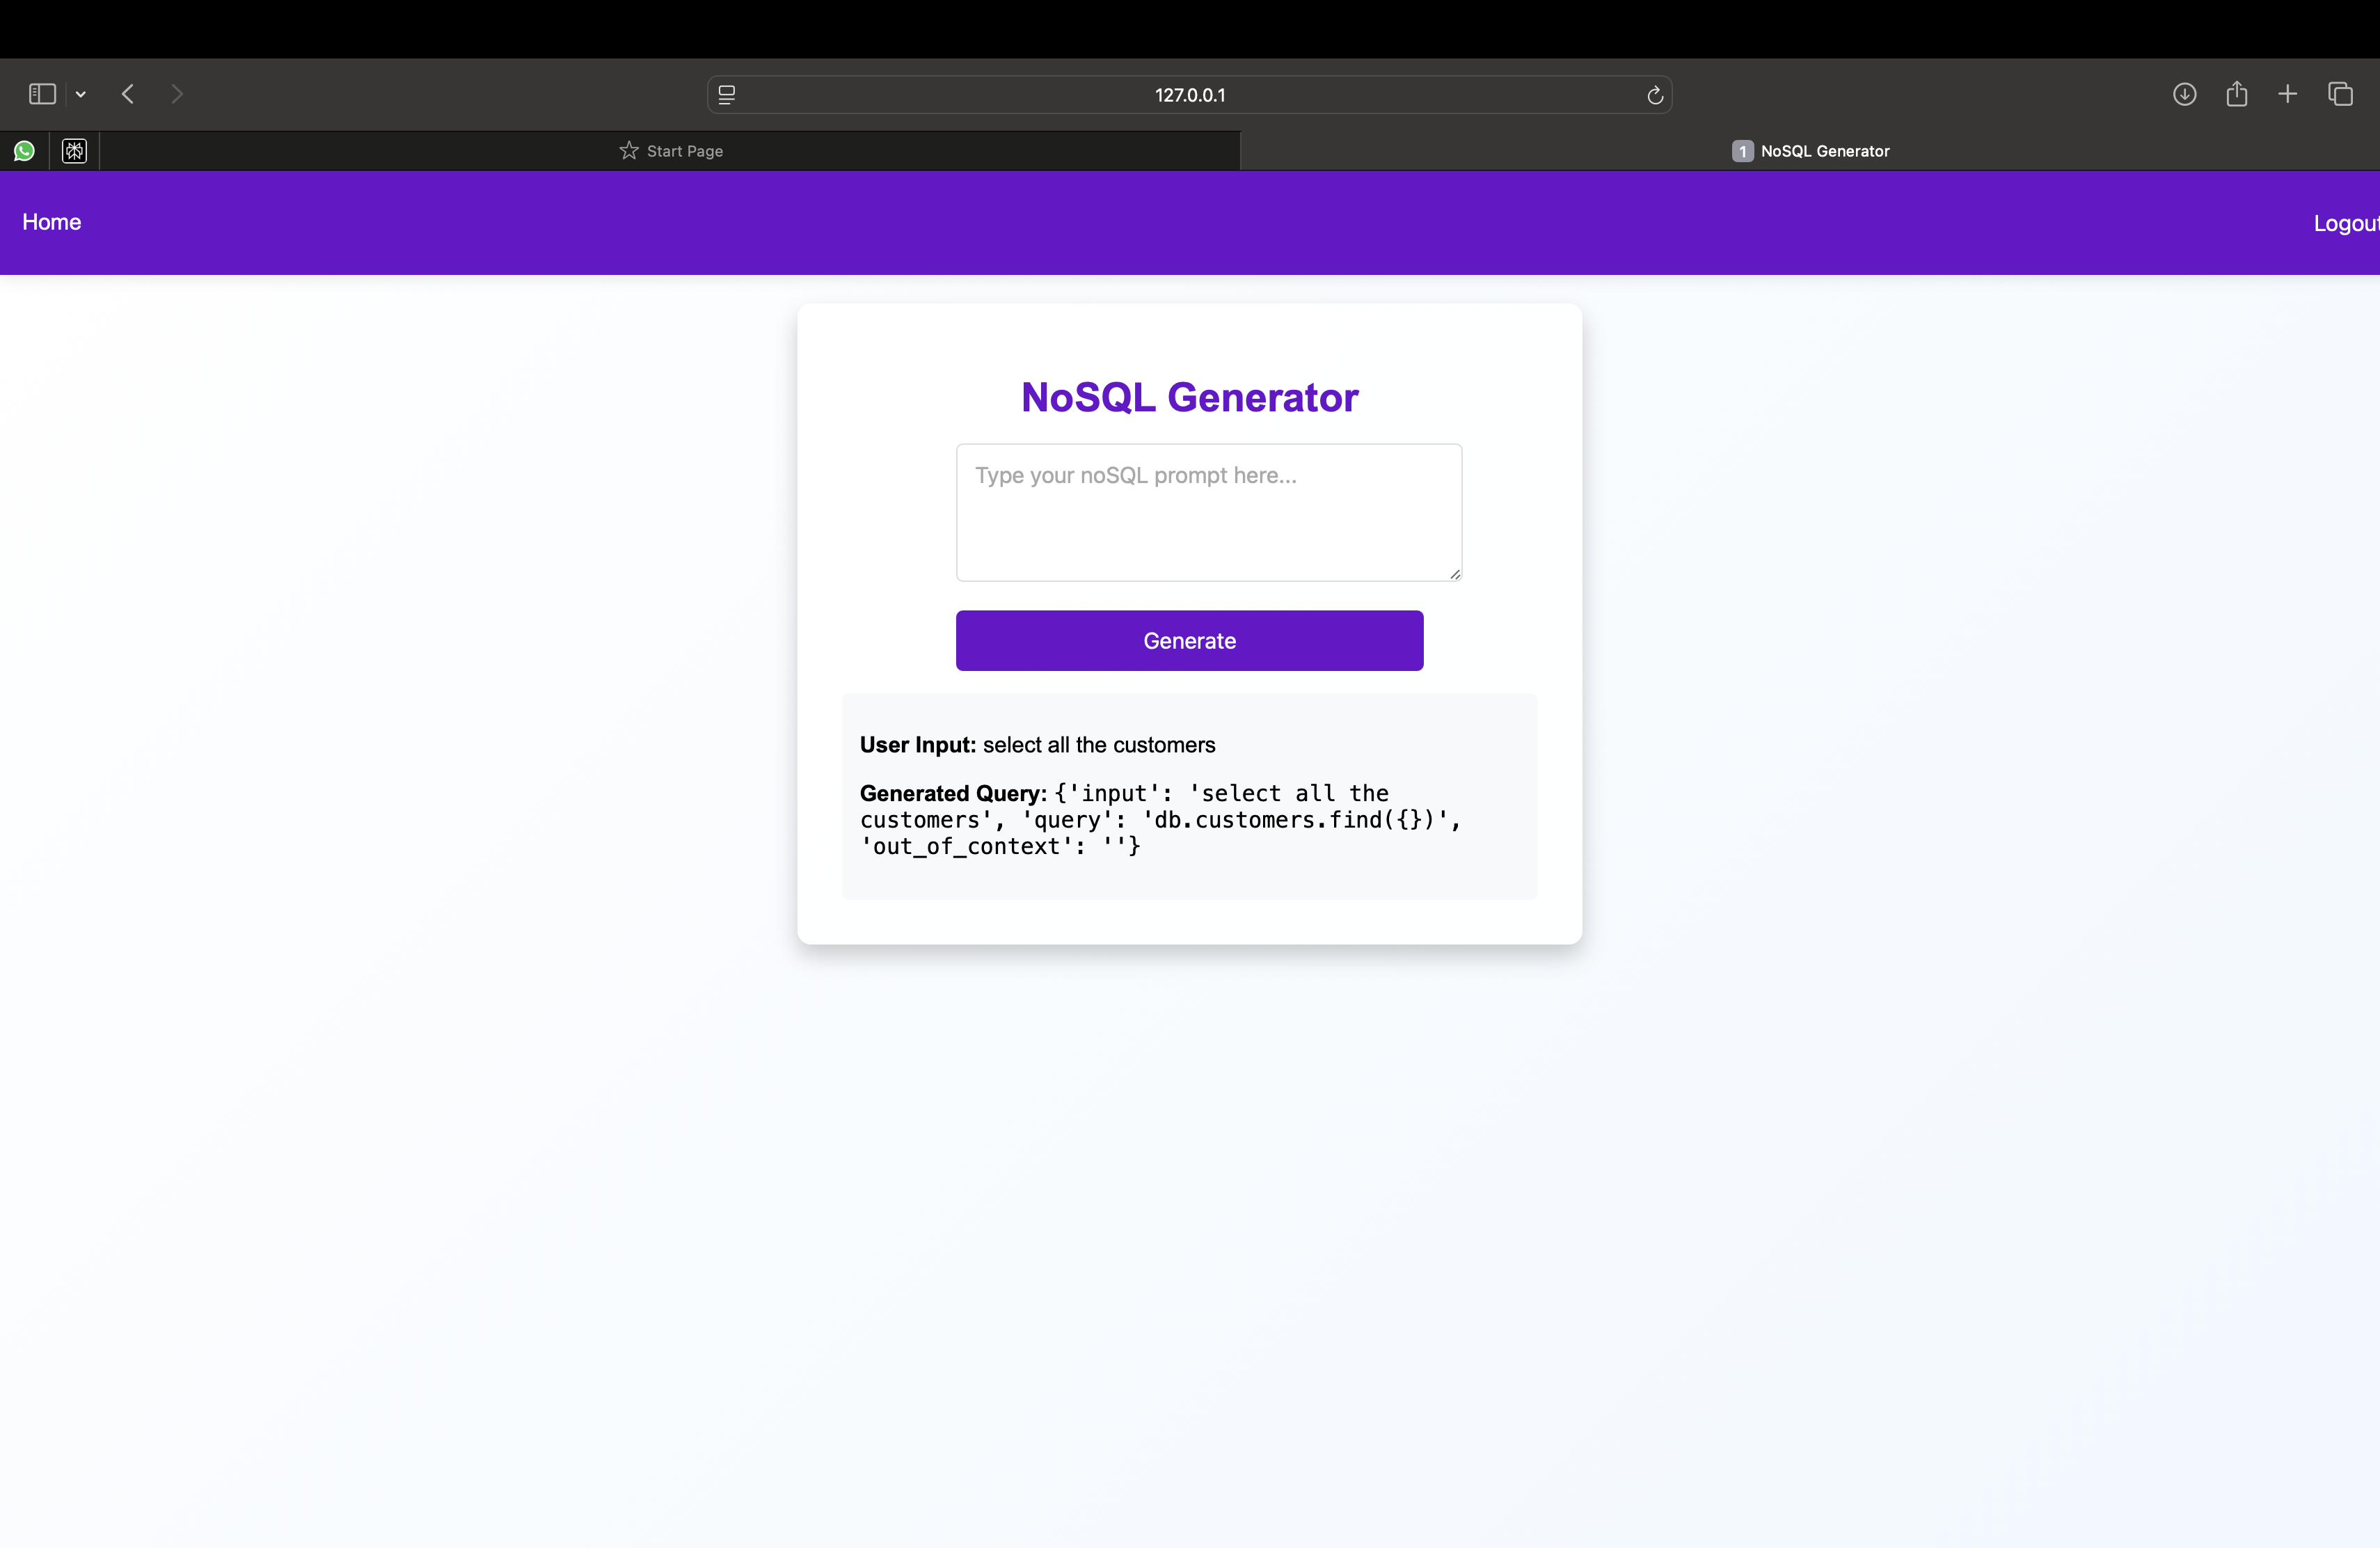 127.0.0.1
Start Page
1 NoSQL Generator
Home
Logout
NoSQL Generator
Type your noSQL prompt here...
Generate
User Input: select all the customers
Generated Query: {'input': 'select all the
customers', 'query': 'db.customers.find({})',
'out_of_context': ''}